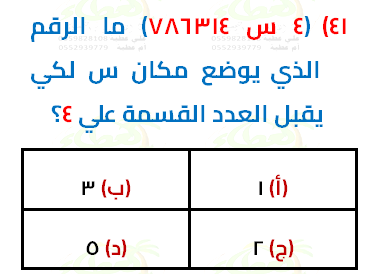 ٤١) (٤ س ٧٨٦٣١٤) ما الرقم
الذي يوضع مكان س لكي
يقبل العدد القسمة علي ٤؟
(أ) ١
(ب) ٣
(ج) ٢
(د) ٥